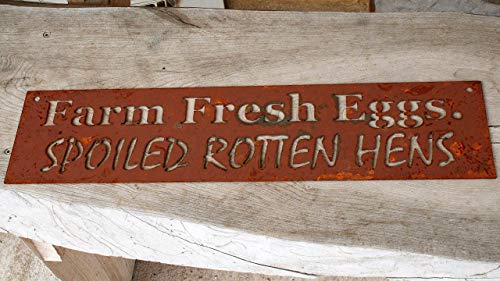 Farm Fresh Eggs.
SPOILED ROTTEN HENS